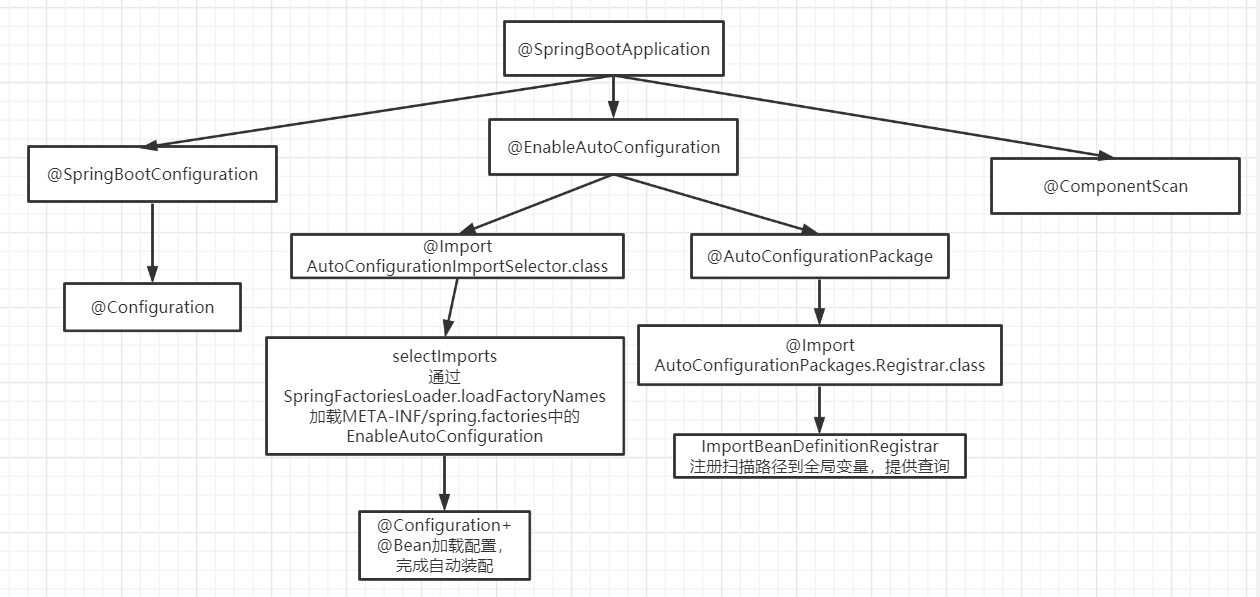 @SpringBootApplication
@SpringBootConfiguration
@EnableAutoConfiguration
@ComponentScan
@Configuration
@Import
AutoConfigurationImportSelector.class
@AutoConfigurationPackage
selectImports
通过
SpringFactoriesLoader.loadFactoryNames
加载META-INF/spring.factories中的
EnableAutoConfiguration
@Import
AutoConfigurationPackages.Registrar.class
ImportBeanDefinitionRegistrar
注册扫描路径到全局变量，提供查询
@Configuration+
@Bean加载配置，
完成自动装配